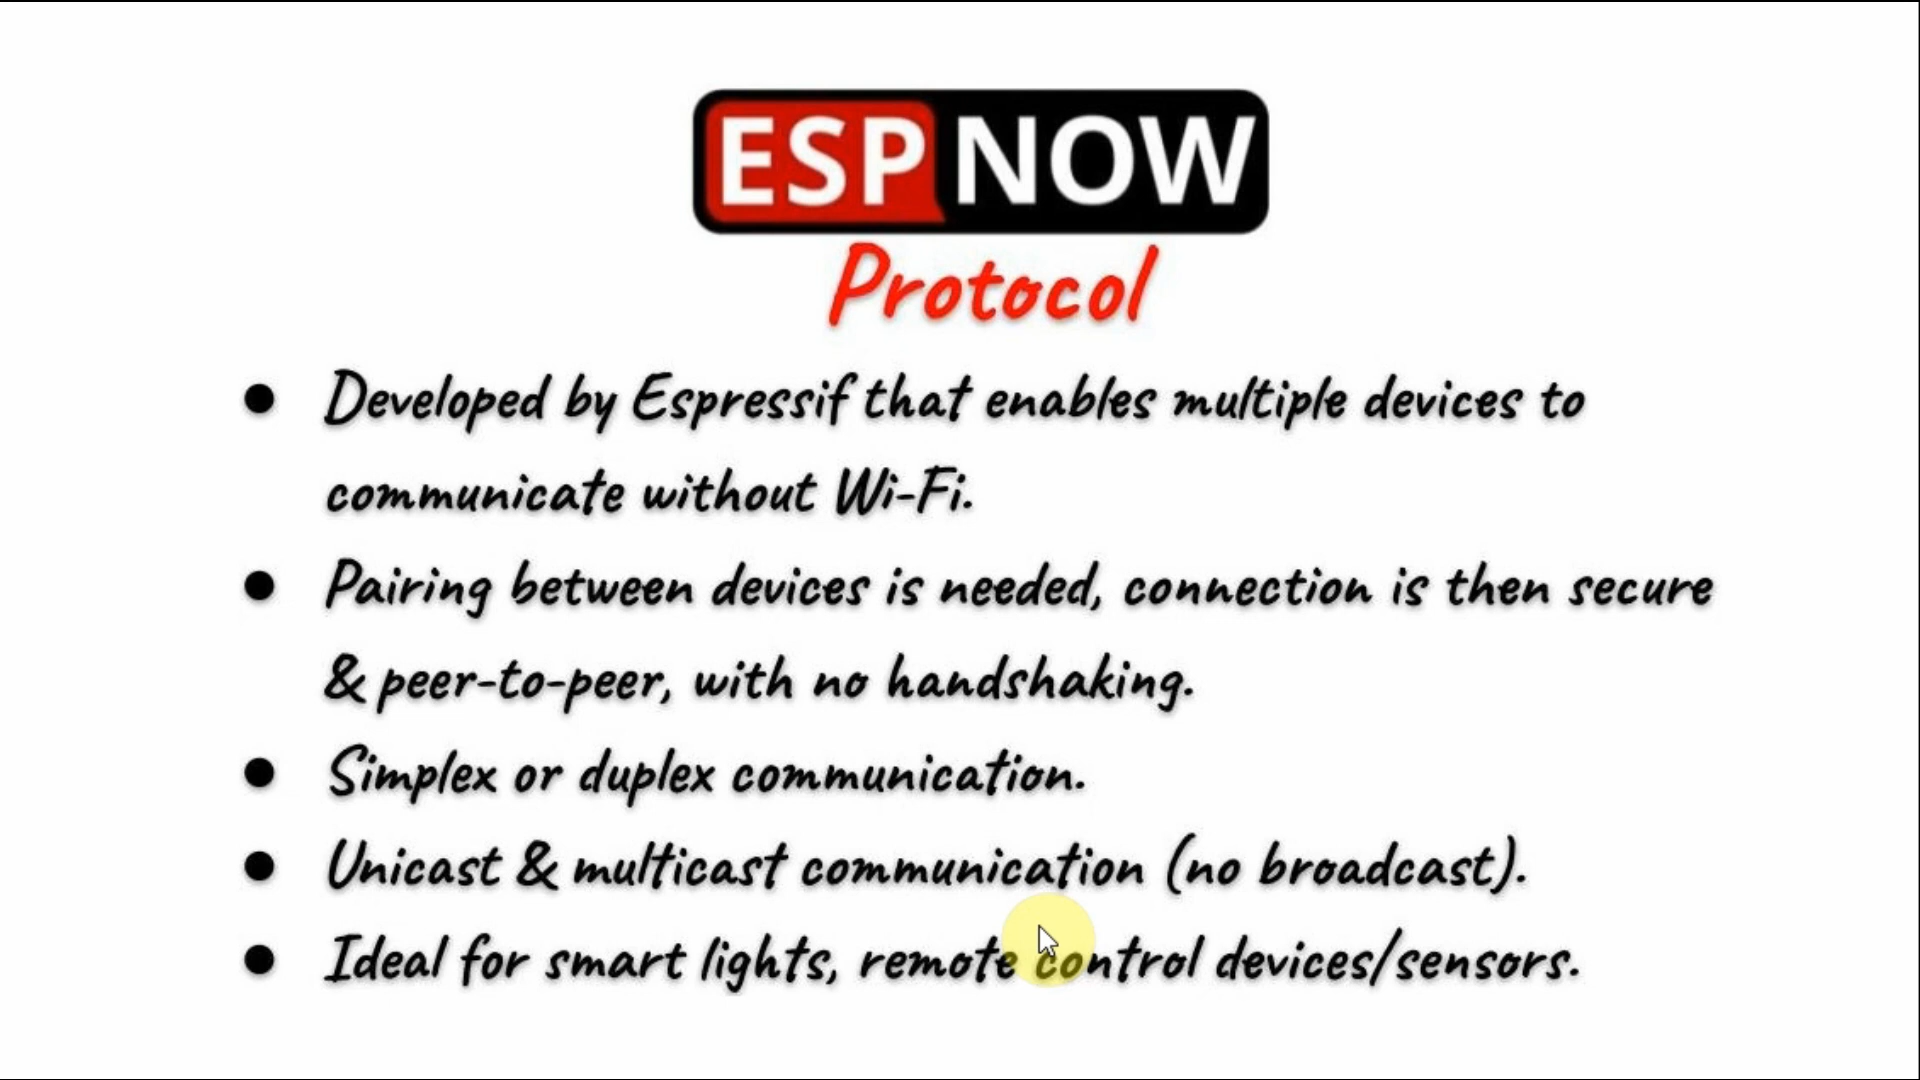 ESP NOW
Protocol
● Developed by Espressif that enables multiple devices to
communicate without Wi-Fi.
● Pairing between devices is needed, connection is then secure
& peer-to-peer, with no handshaking.
● Simplex or duplex communication.
● Unicast & multicast communication (no broadcast).
● Ideal for smart lights, remote control devices/sensors.